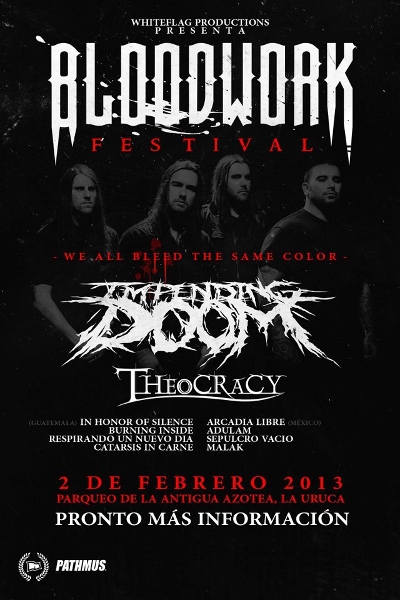 WHITEFLAG PRODUCTIONS
PRESENTA
BLOODWORK
FESTIVAL
- WE ALL BLEED THE SAME COLOR -
IMPENDING
DOOM
THEOCRACY
(GUATEMALA) IN HONOR OF SILENCE
BURNING INSIDE
RESPIRANDO UN NUEVO DIA
CATARSIS IN CARNE
ARCADIA LIBRE (MÉXICO)
ADULAM
SEPULCRO VACIO
MALAK
2 DE FEBRERO 2013
PARQUEO DE LA ANTIGUA AZOTEA, LA URUCA
PRONTO MÁS INFORMACIÓN
PATHMUS